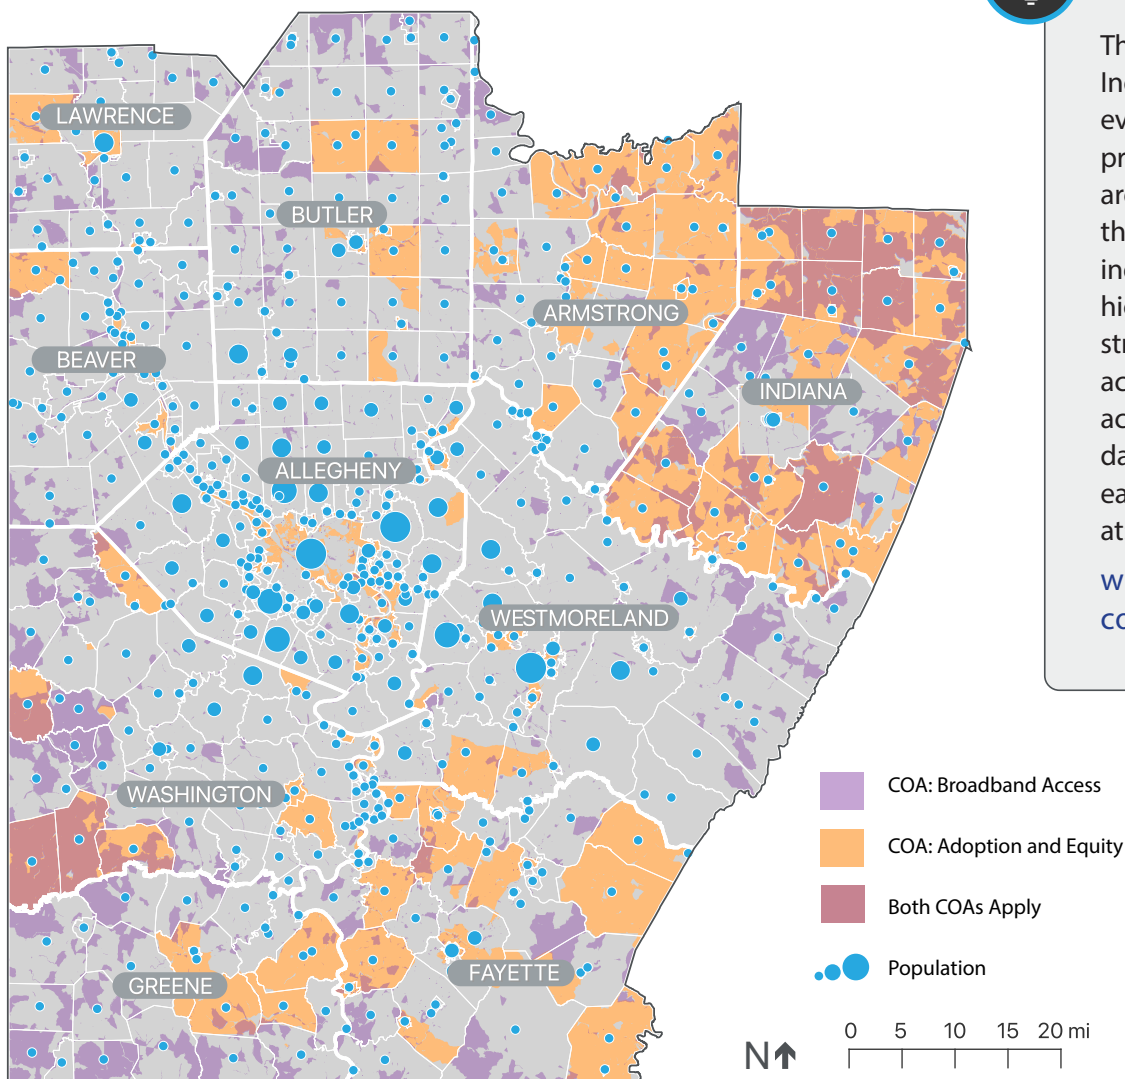 LAWRENCE
BUTLER
ARMSTRONG
BEAVER
INDIANA
ALLEGHENY
WESTMORELAND
WASHINGTON
FAYETTE
GREENE
COA: Broadband Access
COA: Adoption and Equity
Both COAs Apply
Population
0 5 10 15 20 mi
N